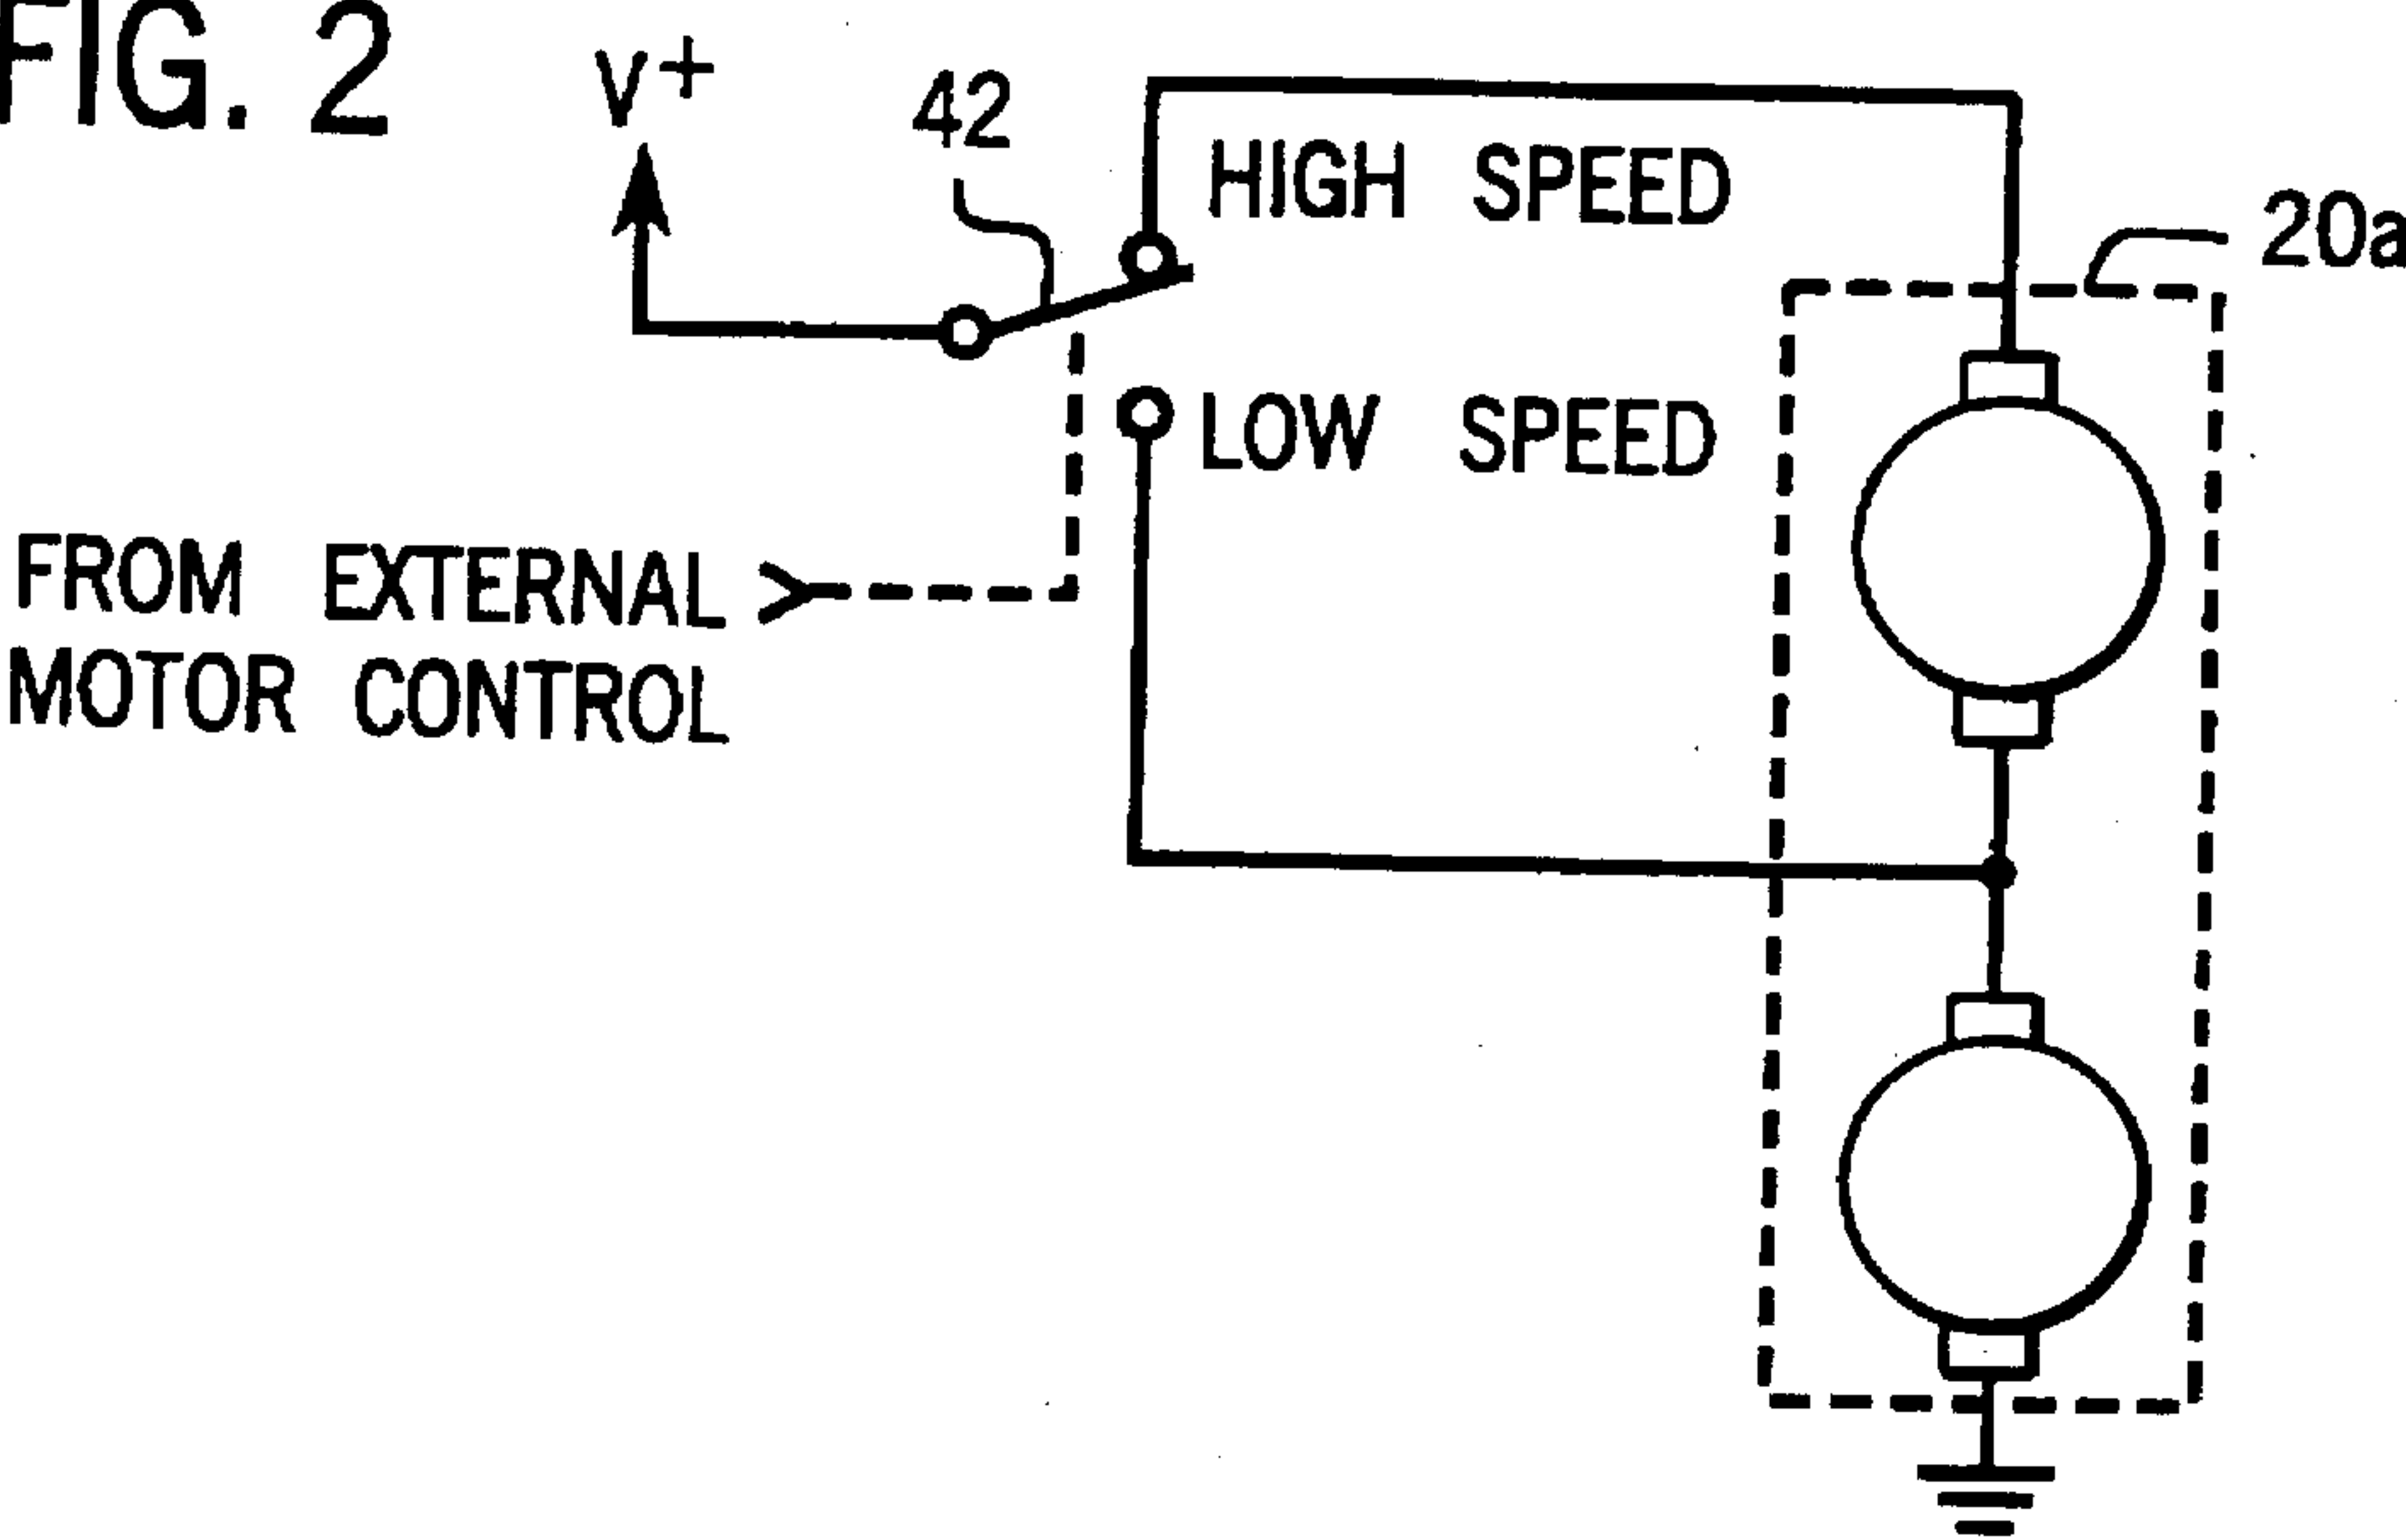 FIG. 2
V+
42
HIGH SPEED
20a
LOW SPEED
FROM EXTERNAL
MOTOR CONTROL